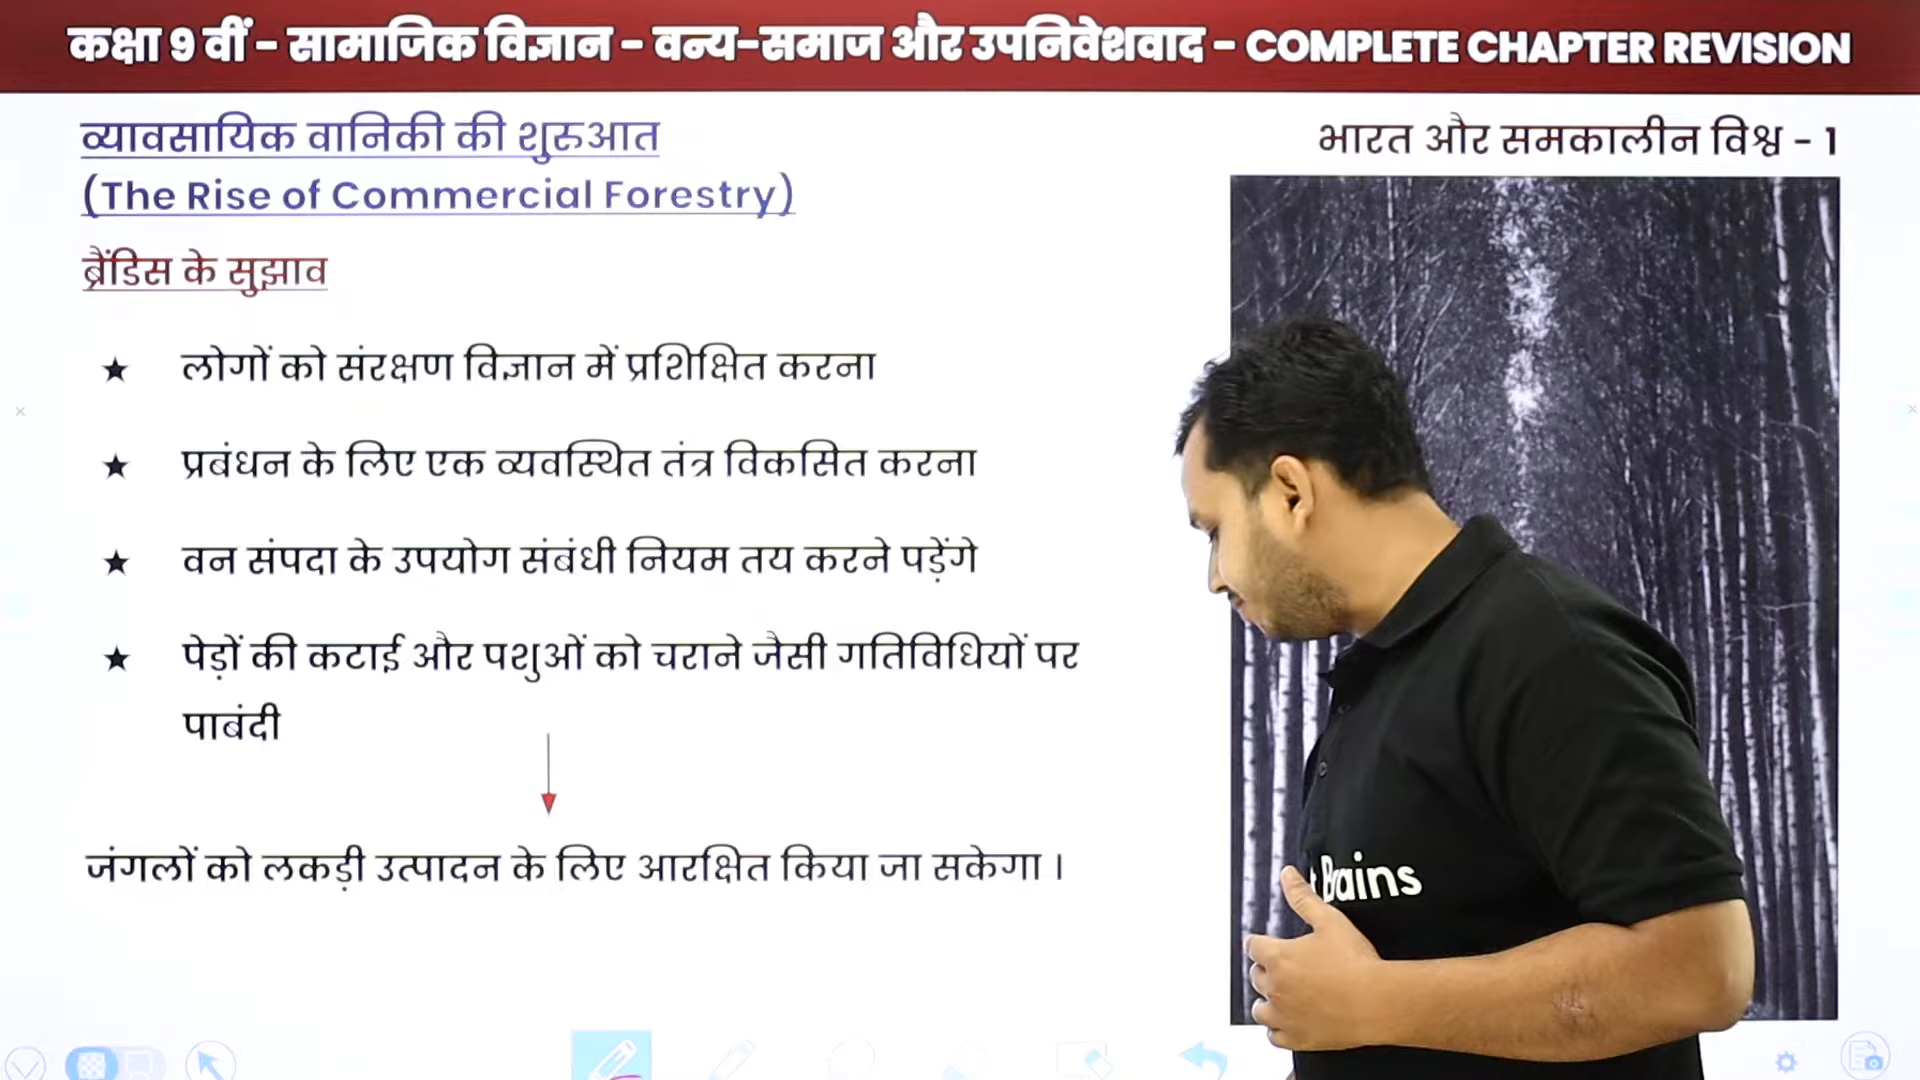 कक्षा 9 वीं - सामाजिक विज्ञान - वन्य-समाज और उपनिवेशवाद - COMPLETE CHAPTER REVISION
व्यावसायिक वानिकी की शुरुआत
(The Rise of Commercial Forestry)
भारत और समकालीन विश्व - 1
ब्रैंडिस के सुझाव
★ लोगों को संरक्षण विज्ञान में प्रशिक्षित करना
★ प्रबंधन के लिए एक व्यवस्थित तंत्र विकसित करना
★ वन संपदा के उपयोग संबंधी नियम तय करने पड़ेंगे
★ पेड़ों की कटाई और पशुओं को चराने जैसी गतिविधियों पर
पाबंदी
जंगलों को लकड़ी उत्पादन के लिए आरक्षित किया जा सकेगा ।
Brains